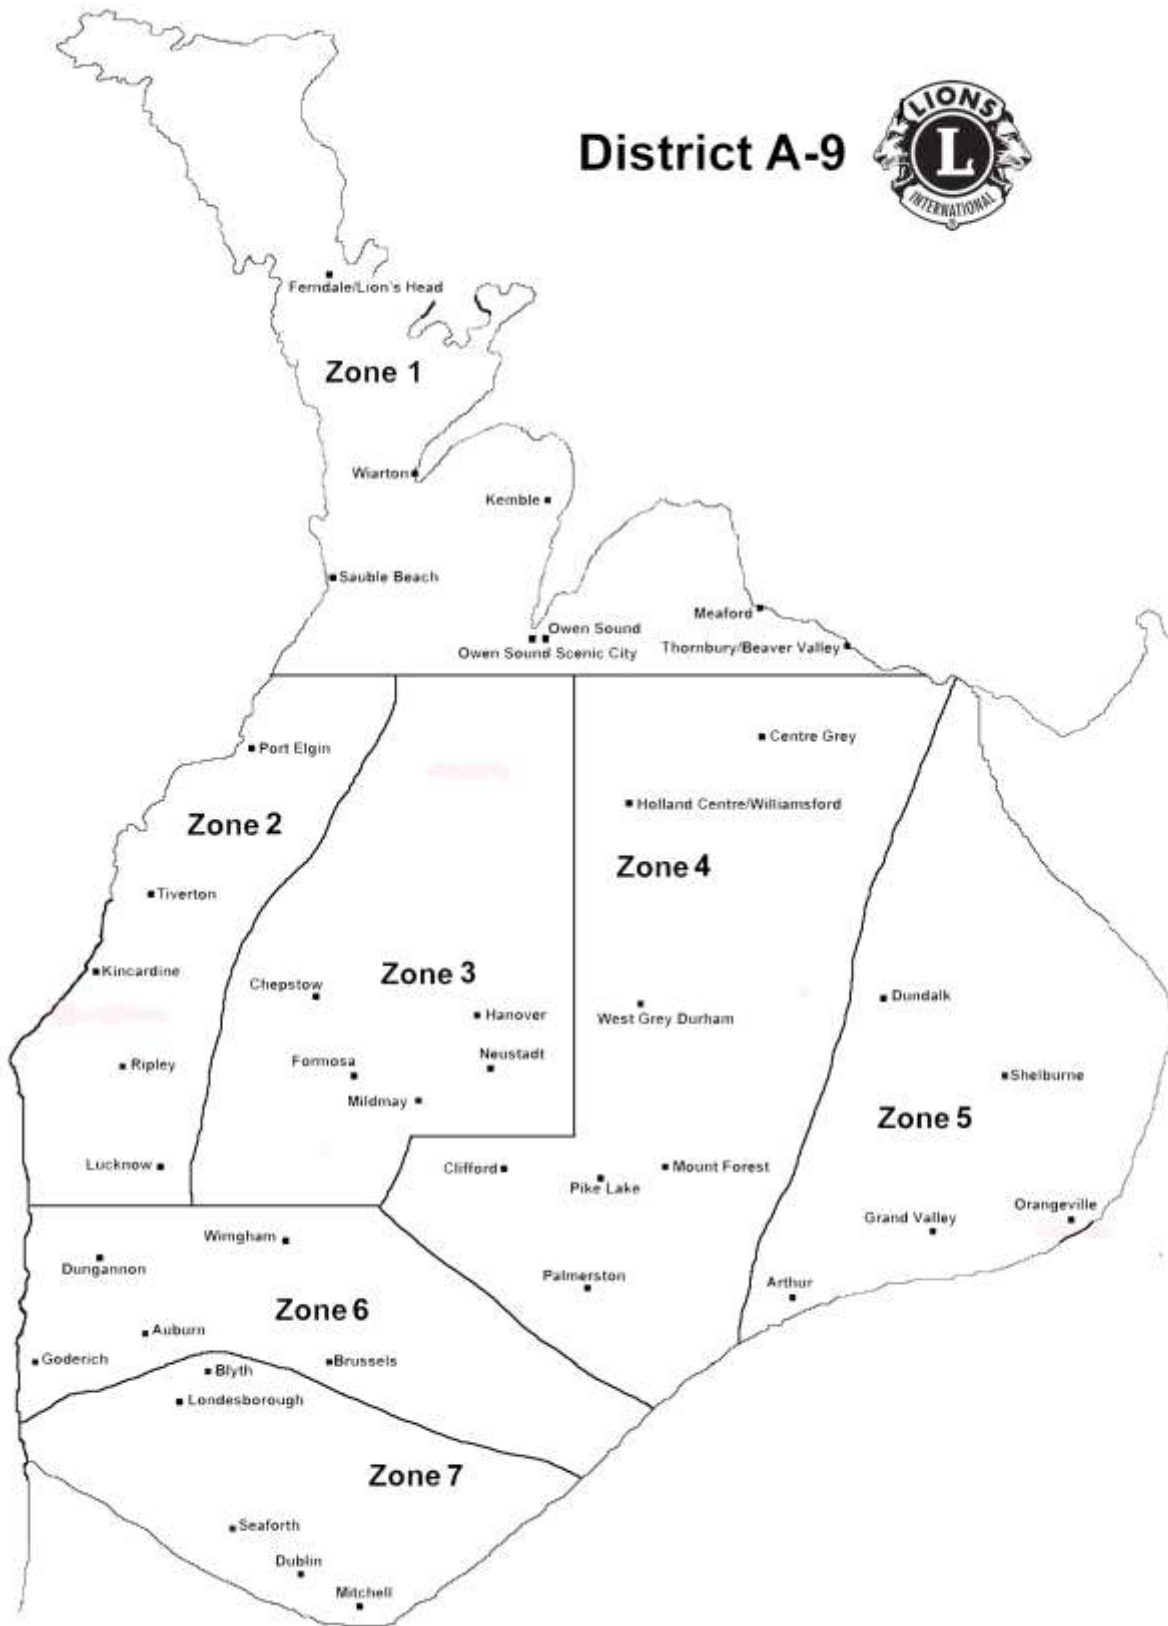 District A-9
LIONS
L
INTERNATIONAL
Ferndale/Lion's Head
Zone 1
Wiarton
Kemble
Sauble Beach
Meaford
Owen Sound
Owen Sound Scenic City
Thornbury/Beaver Valley
Port Elgin
Centre Grey
Holland Centre/Williamsford
Zone 2
Zone 4
Tiverton
Kincardine
Zone 3
Chepstow
Dundalk
Hanover
West Grey Durham
Ripley
Formosa
Neustadt
Shelburne
Mildmay
Zone 5
Lucknow
Clifford
Mount Forest
Pike Lake
Orangeville
Grand Valley
Wimgham
Dungannon
Palmerston
Arthur
Zone 6
Auburn
Goderich
Brussels
Blyth
Londesborough
Zone 7
Seaforth
Dublin
Mitchell